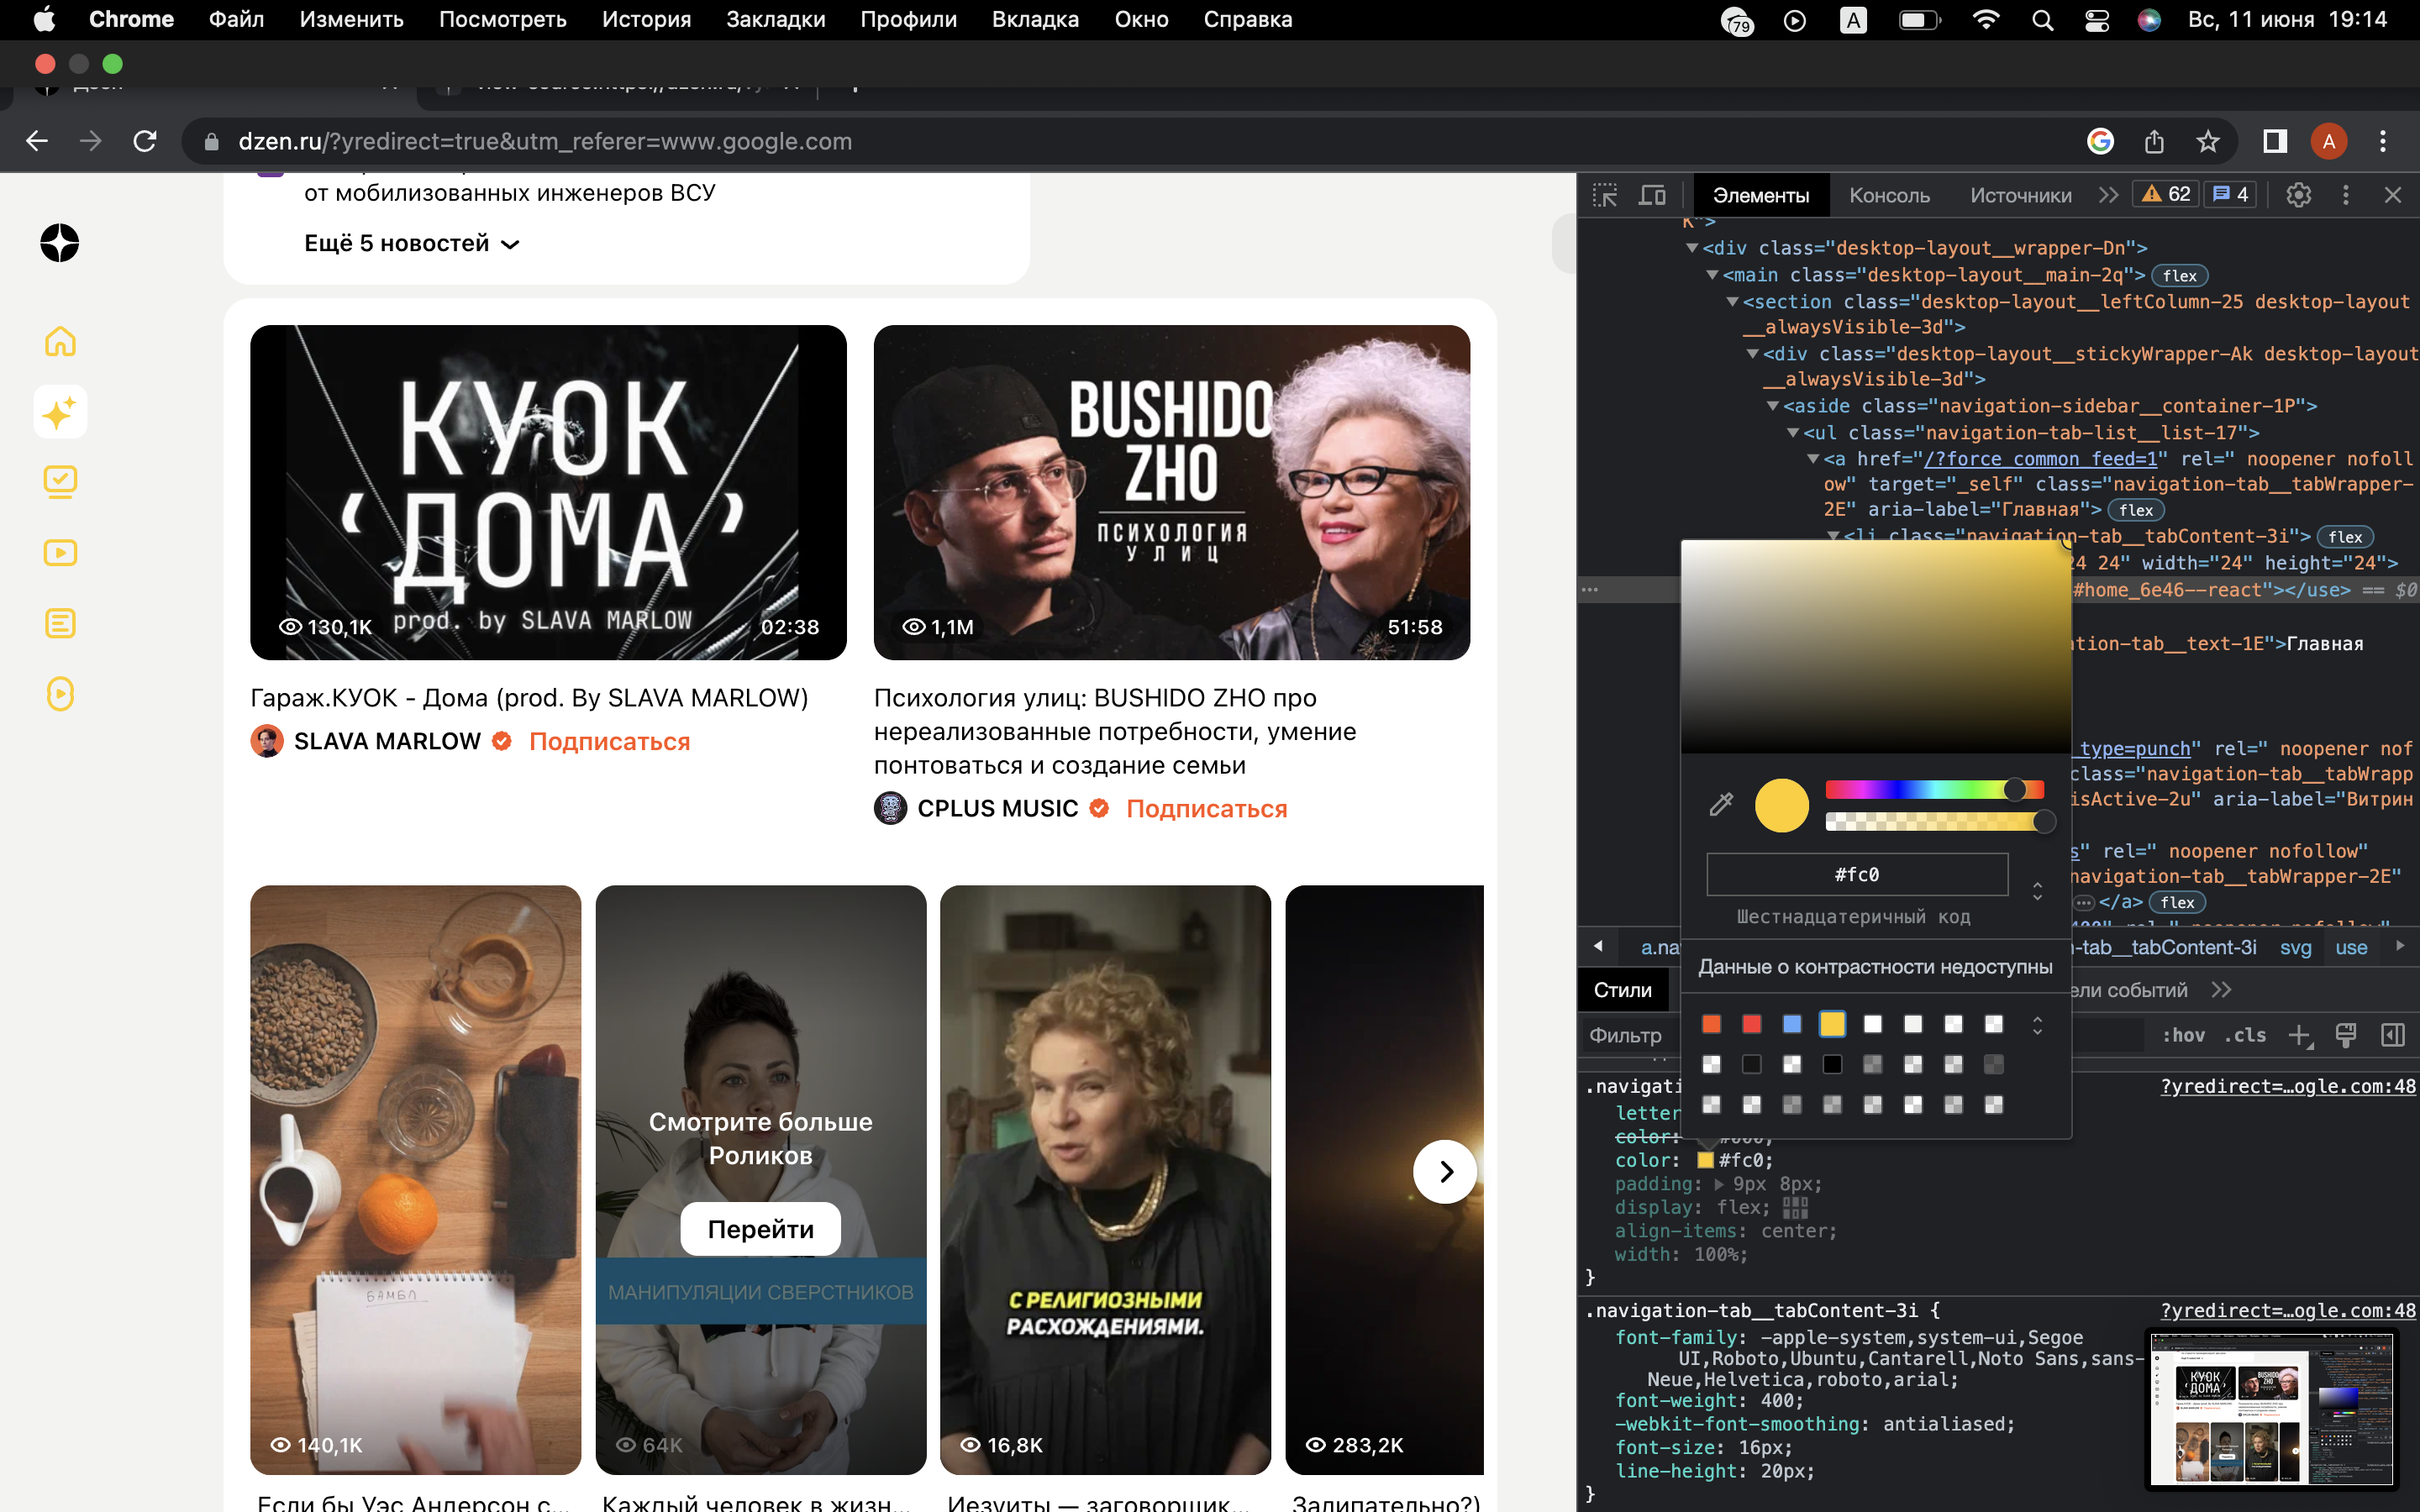 Chrome Файл Изменить Посмотреть История Закладки Профили Вкладка Окно Справка
79 A Вс, 11 июня 19:14
dzen.ru/?yredirect=true&utm_referer=www.google.com
A
от мобилизованных инженеров ВСУ
Ещё 5 новостей
КУОК
‘ДОМА’
prod. by SLAVA MARLOW
130,1K
02:38
BUSHIDO
ZHO
ПСИХОЛОГИЯ
УЛИЦ
1,1M
51:58
Гараж.КУОК - Дома (prod. By SLAVA MARLOW)
SLAVA MARLOW Подписаться
Психология улиц: BUSHIDO ZHO про
нереализованные потребности, умение
понтоваться и создание семьи
CPLUS MUSIC Подписаться
БАМБЛ
140,1K
Смотрите больше
Роликов
Перейти
МАНИПУЛЯЦИИ СВЕРСТНИКОВ
64K
С РЕЛИГИОЗНЫМИ
РАСХОЖДЕНИЯМИ.
16,8K
283,2K
Если бы Уэс Андерсон с...
Каждый человек в жизн...
Иезуиты — заговорщик...
Залипательно?)
Элементы Консоль Источники 62 4
K">
<div class="desktop-layout__wrapper-Dn">
<main class="desktop-layout__main-2q"> flex
<section class="desktop-layout__leftColumn-25 desktop-layout
__alwaysVisible-3d">
<div class="desktop-layout__stickyWrapper-Ak desktop-layout
__alwaysVisible-3d">
<aside class="navigation-sidebar__container-1P">
<ul class="navigation-tab-list__list-17">
<a href="/?force_common_feed=1" rel=" noopener nofoll
ow" target="_self" class="navigation-tab__tabWrapper-
2E" aria-label="Главная"> flex
<li class="navigation-tab__tabContent-3i"> flex
24 24" width="24" height="24">
#home_6e46--react"></use> == $0
tion-tab__text-1E">Главная
_type=punch" rel=" noopener nof
class="navigation-tab__tabWrapp
isActive-2u" aria-label="Витрин
s" rel=" noopener nofollow"
navigation-tab__tabWrapper-2E"
</a> flex
#fc0
Шестнадцатеричный код
Данные о контрастности недоступны
a.na -tab__tabContent-3i svg use
Стили ели событий
Фильтр :hov .cls
.navigati ?yredirect=…ogle.com:48
letter
color: #000;
color: #fc0;
padding: 9px 8px;
display: flex;
align-items: center;
width: 100%;
}
.navigation-tab__tabContent-3i { ?yredirect=…ogle.com:48
font-family: -apple-system,system-ui,Segoe
UI,Roboto,Ubuntu,Cantarell,Noto Sans,sans-
Neue,Helvetica,roboto,arial;
font-weight: 400;
-webkit-font-smoothing: antialiased;
font-size: 16px;
line-height: 20px;
}